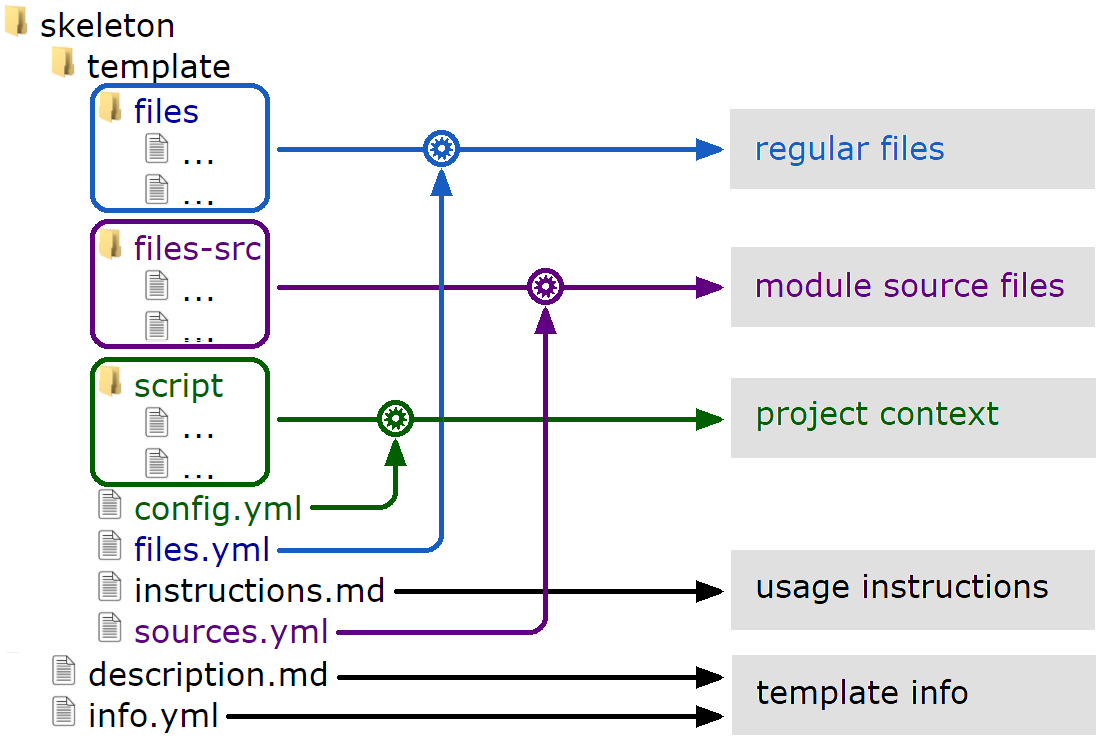 skeleton
template
files
...
regular files
...
files-src
...
module source files
...
script
...
project context
...
config.yml
files.yml
instructions.md
usage instructions
sources.yml
description.md
template info
info.yml